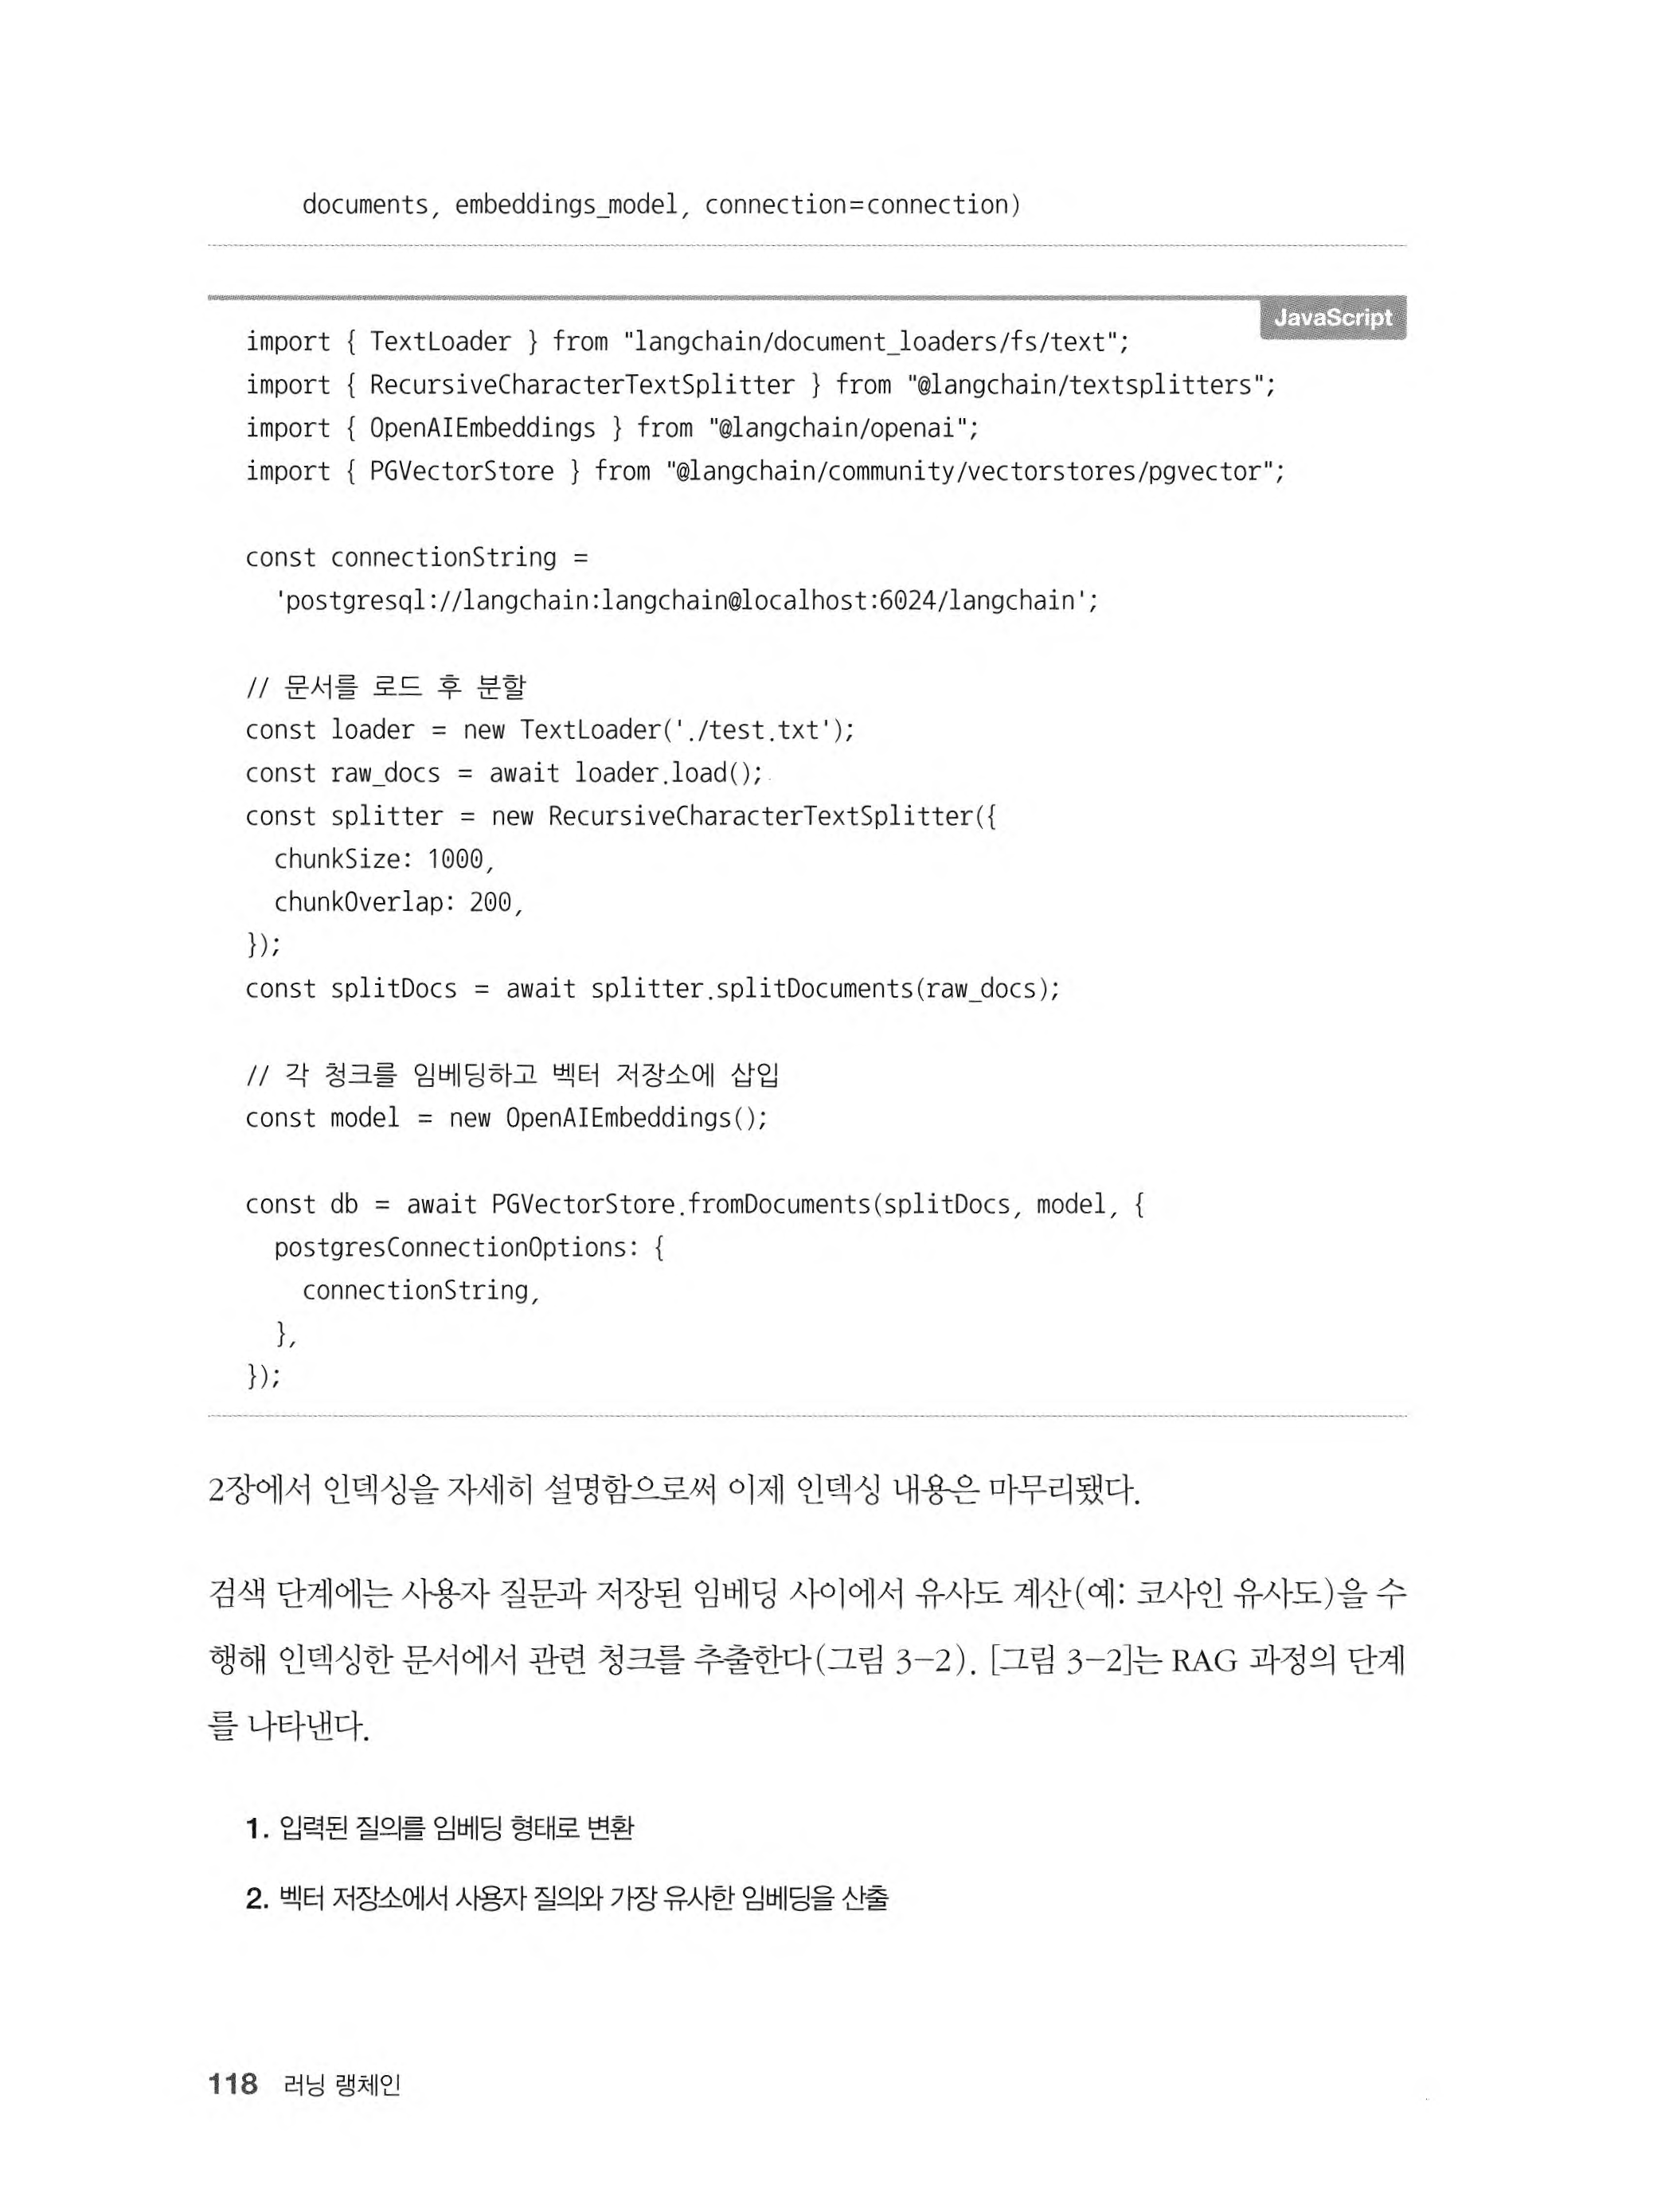 documents, embeddings_model, connection=connection)
JavaScript
import { TextLoader } from "langchain/document_loaders/fs/text";
import { RecursiveCharacterTextSplitter } from "@langchain/textsplitters";
import { OpenAIEmbeddings } from "@langchain/openai";
import { PGVectorStore } from "@langchain/community/vectorstores/pgvector";
const connectionString =
'postgresql://langchain:langchain@localhost:6024/langchain';
// 문서를 로드 후 분할
const loader = new TextLoader('./test.txt');
const raw_docs = await loader.load();
const splitter = new RecursiveCharacterTextSplitter({
chunkSize: 1000,
chunkOverlap: 200,
});
const splitDocs = await splitter.splitDocuments(raw_docs);
// 각 청크를 임베딩하고 벡터 저장소에 삽입
const model = new OpenAIEmbeddings();
const db = await PGVectorStore.fromDocuments(splitDocs, model, {
postgresConnectionOptions: {
connectionString,
},
});
2장에서 인덱싱을 자세히 설명함으로써 이제 인덱싱 내용은 마무리됐다.
검색 단계에는 사용자 질문과 저장된 임베딩 사이에서 유사도 계산(예: 코사인 유사도)을 수
행해 인덱싱한 문서에서 관련 청크를 추출한다(그림 3-2). [그림 3-2]는 RAG 과정의 단계
를 나타낸다.
1. 입력된 질의를 임베딩 형태로 변환
2. 벡터 저장소에서 사용자 질의와 가장 유사한 임베딩을 산출
118 러닝 랭체인